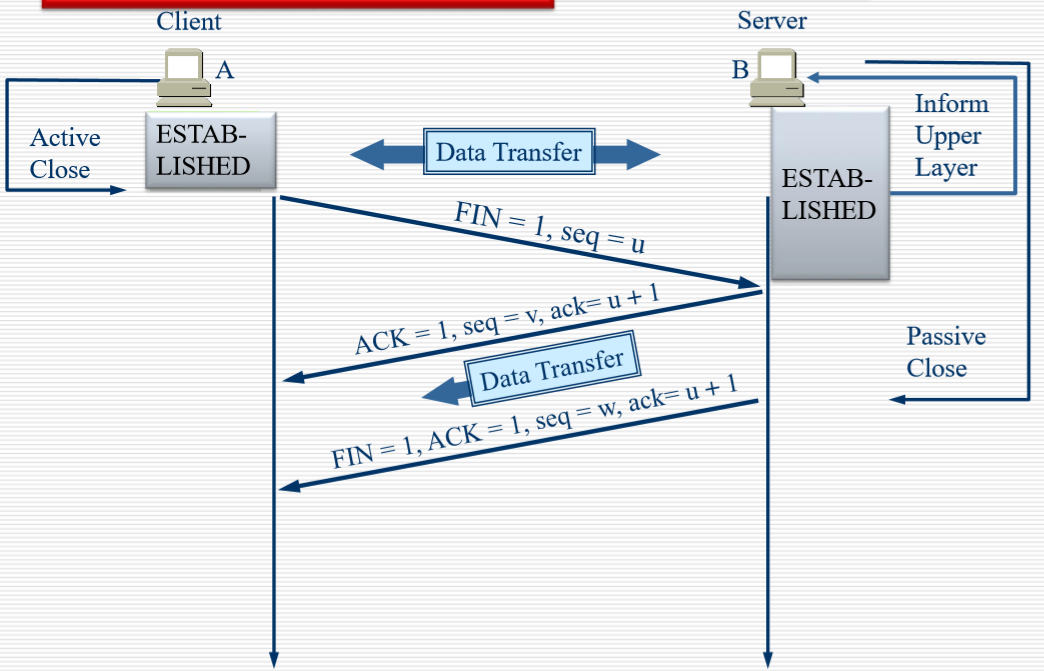 Client
Server
A
B
Active
Close
ESTAB-
LISHED
Data Transfer
ESTAB-
LISHED
Inform
Upper
Layer
FIN = 1, seq = u
ACK = 1, seq = v, ack= u + 1
Data Transfer
FIN = 1, ACK = 1, seq = w, ack= u + 1
Passive
Close